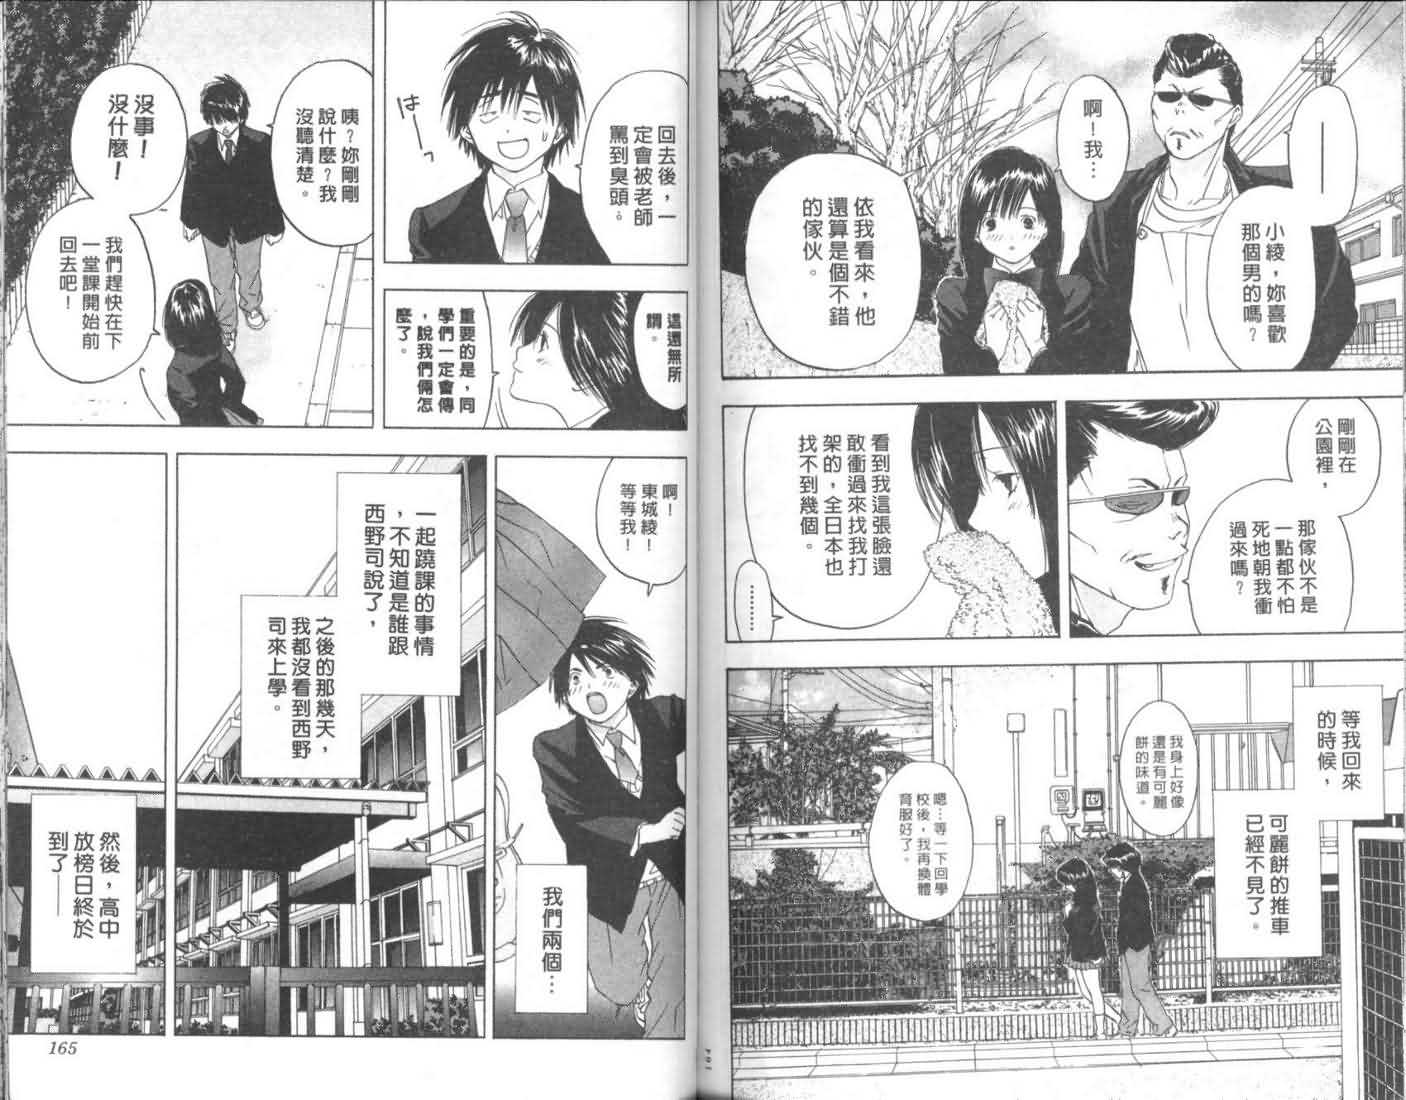 小綾，妳喜歡
那個男的嗎？
啊！我…
依我看來，他
還算是個不錯
的傢伙。
剛剛在
公園裡，
那傢伙不是
一點都不怕
死地朝我衝
過來嗎？
看到我這張臉還
敢衝過來找我打
架的，全日本也
找不到幾個。
………
等我回來
的時候，
可麗餅的推車
已經不見了。
我身上好像
還是有可麗
餅的味道。
嗯…等一下回學
校後，我再換體
育服好了。
164
回去後，一
定會被老師
罵到臭頭。
はーっ
這還無所
謂。
重要的是，同
學們一定會傳
，說我們倆怎
麼了。
咦？妳剛剛
說什麼？我
沒聽清楚。
沒事！
沒什麼！
我們趕快在下
一堂課開始前
回去吧！
啊！
東城綾！
等等我！
我們兩個…
一起蹺課的事情
，不知道是誰跟
西野司說了，
之後的那幾天，
我都沒看到西野
司來上學。
然後，高中
放榜日終於
到了——
165